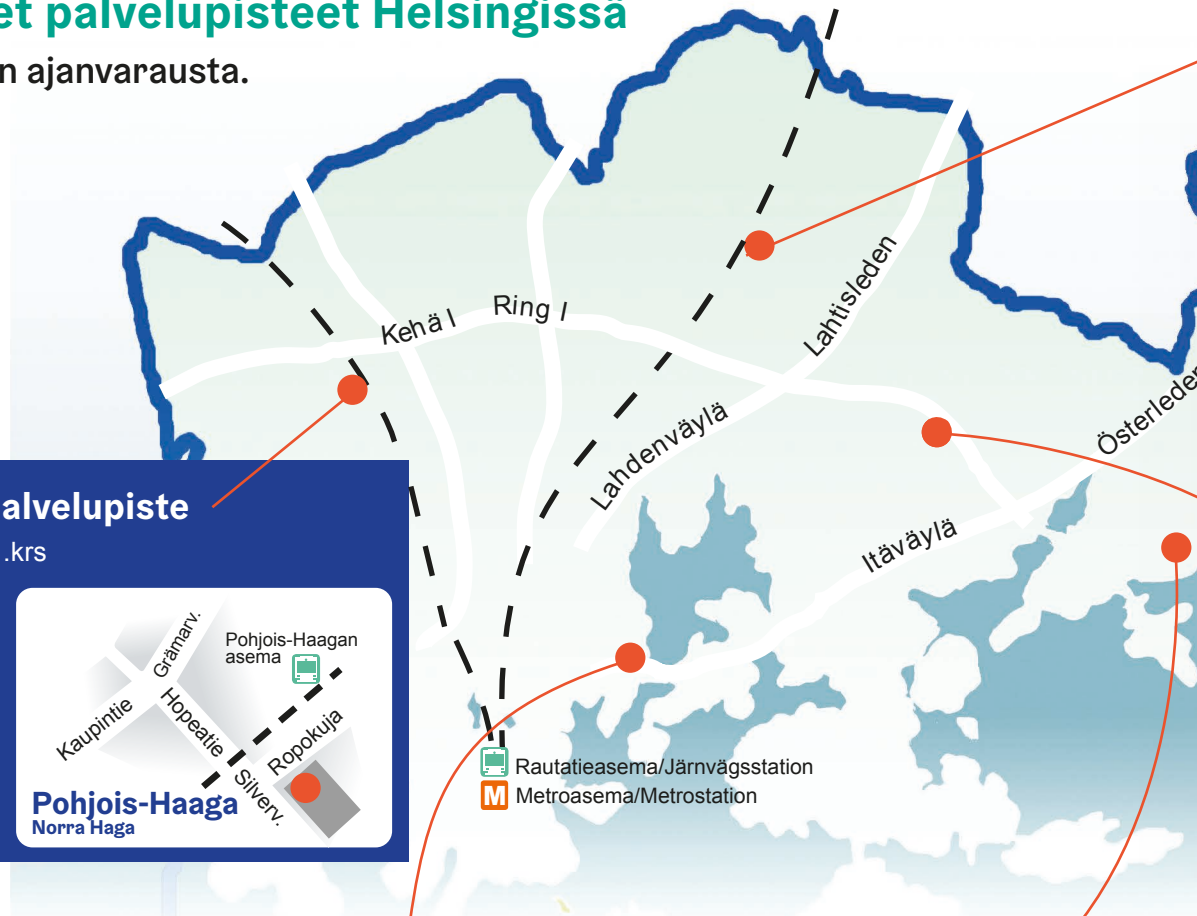 et palvelupisteet Helsingissä
n ajanvarausta.
Kehä I
Ring I
Lahtisleden
Lahdenväylä
Österleden
Itäväylä
alvelupiste
.krs
Grämarv.
Pohjois-Haagan
asema
Kaupintie
Hopeatie
Ropokuja
Silverv.
Pohjois-Haaga
Norra Haga
Rautatieasema/Järnvägsstation
M Metroasema/Metrostation